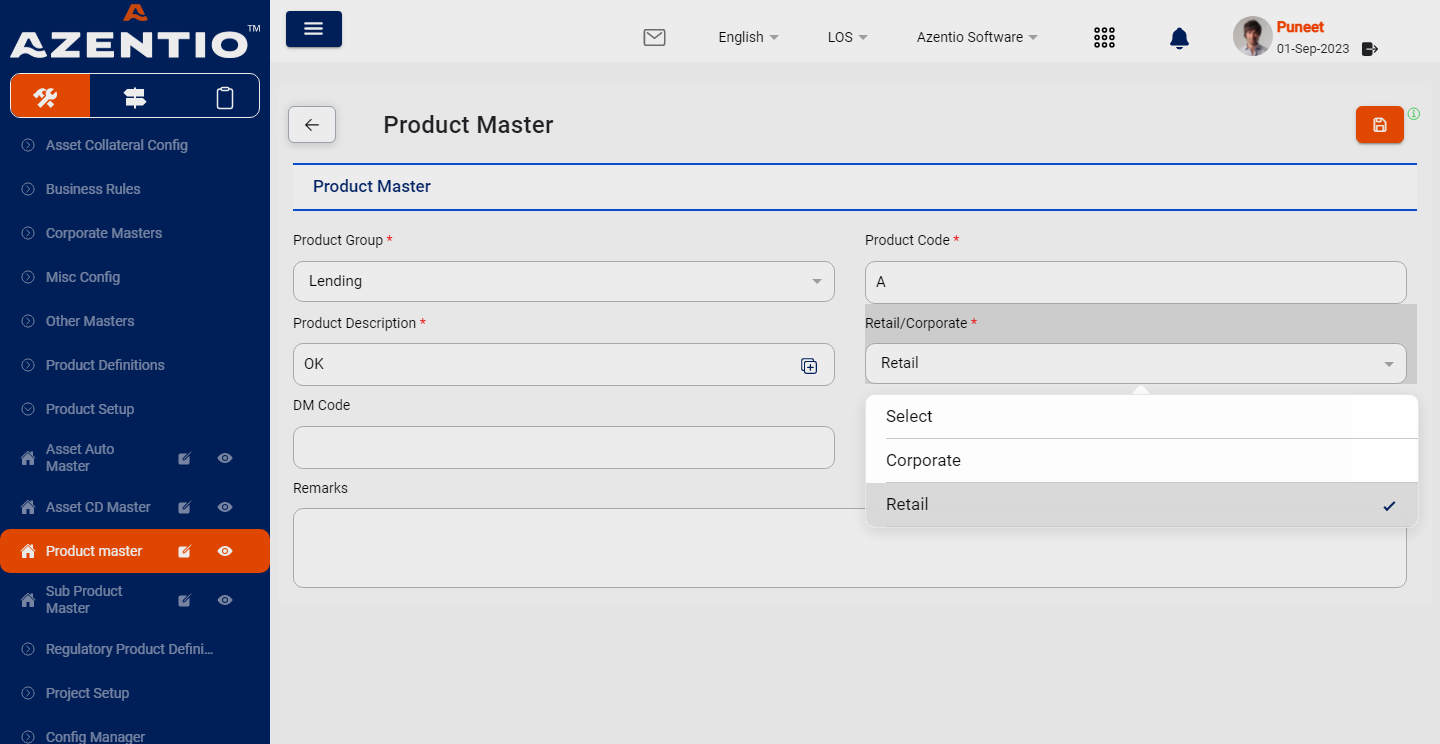 AZENTIO™
English
LOS
Azentio Software
Puneet
01-Sep-2023
Asset Collateral Config
Business Rules
Corporate Masters
Misc Config
Other Masters
Product Definitions
Product Setup
Asset Auto
Master
Asset CD Master
Product master
Sub Product
Master
Regulatory Product Defini...
Project Setup
Config Manager
Product Master
Product Master
Product Group *
Lending
Product Code *
A
Product Description *
OK
Retail/Corporate *
Retail
Select
Corporate
Retail
DM Code
Remarks